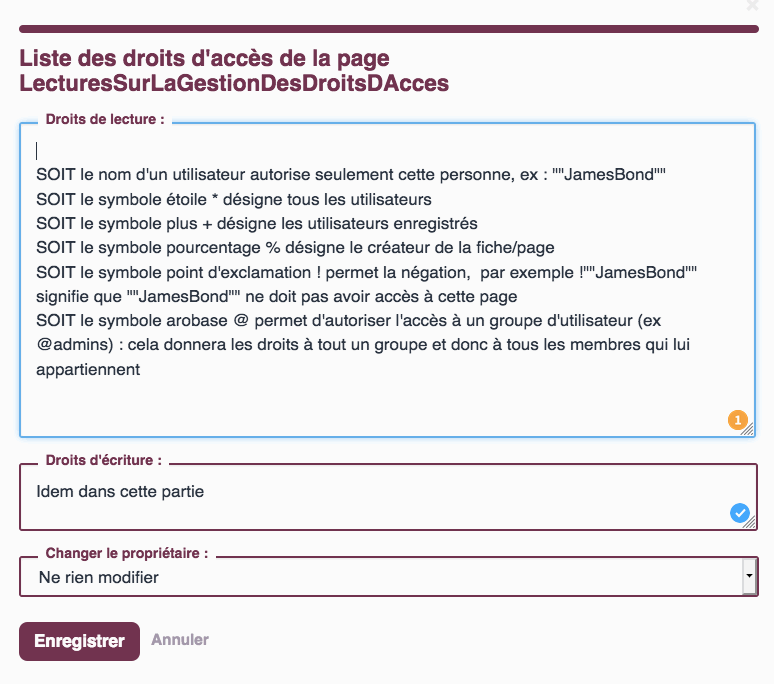 Liste des droits d'accès de la page
LecturesSurLaGestionDesDroitsDAcces
Droits de lecture :
SOIT le nom d'un utilisateur autorise seulement cette personne, ex : ""JamesBond""
SOIT le symbole étoile * désigne tous les utilisateurs
SOIT le symbole plus + désigne les utilisateurs enregistrés
SOIT le symbole pourcentage % désigne le créateur de la fiche/page
SOIT le symbole point d'exclamation ! permet la négation,  par exemple !""JamesBond""
signifie que ""JamesBond"" ne doit pas avoir accès à cette page
SOIT le symbole arobase @ permet d'autoriser l'accès à un groupe d'utilisateur (ex
@admins) : cela donnera les droits à tout un groupe et donc à tous les membres qui lui
appartiennent
1
Droits d'écriture :
Idem dans cette partie
Changer le propriétaire :
Ne rien modifier
Enregistrer Annuler